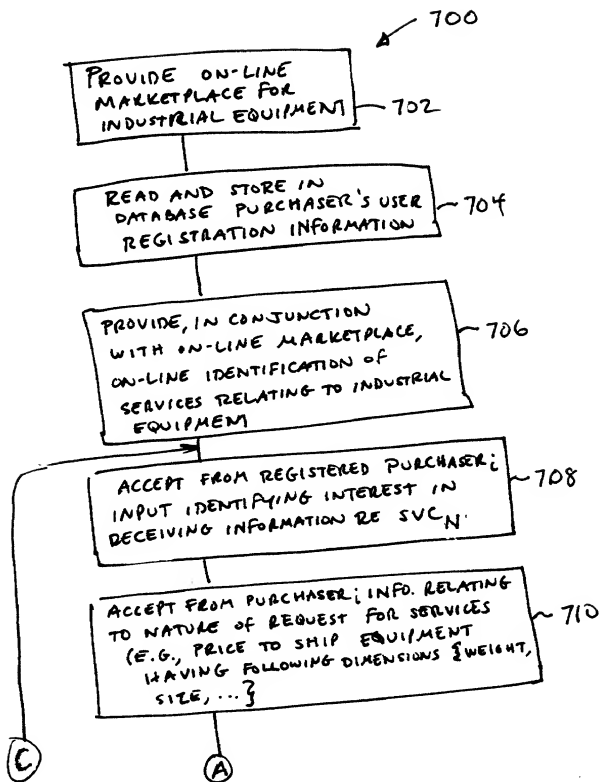 700
PROVIDE ON-LINE
MARKETPLACE FOR
INDUSTRIAL EQUIPMENT
702
READ AND STORE IN
DATABASE PURCHASER'S USER
REGISTRATION INFORMATION
704
PROVIDE, IN CONJUNCTION
WITH ON-LINE MARKETPLACE,
ON-LINE IDENTIFICATION OF
SERVICES RELATING TO INDUSTRIAL
EQUIPMENT
706
ACCEPT FROM REGISTERED PURCHASERi
INPUT IDENTIFYING INTEREST IN
RECEIVING INFORMATION RE SVCN.
708
ACCEPT FROM PURCHASERi INFO. RELATING
TO NATURE OF REQUEST FOR SERVICES
(E.G., PRICE TO SHIP EQUIPMENT
HAVING FOLLOWING DIMENSIONS {WEIGHT,
SIZE, ...}
710
C
A